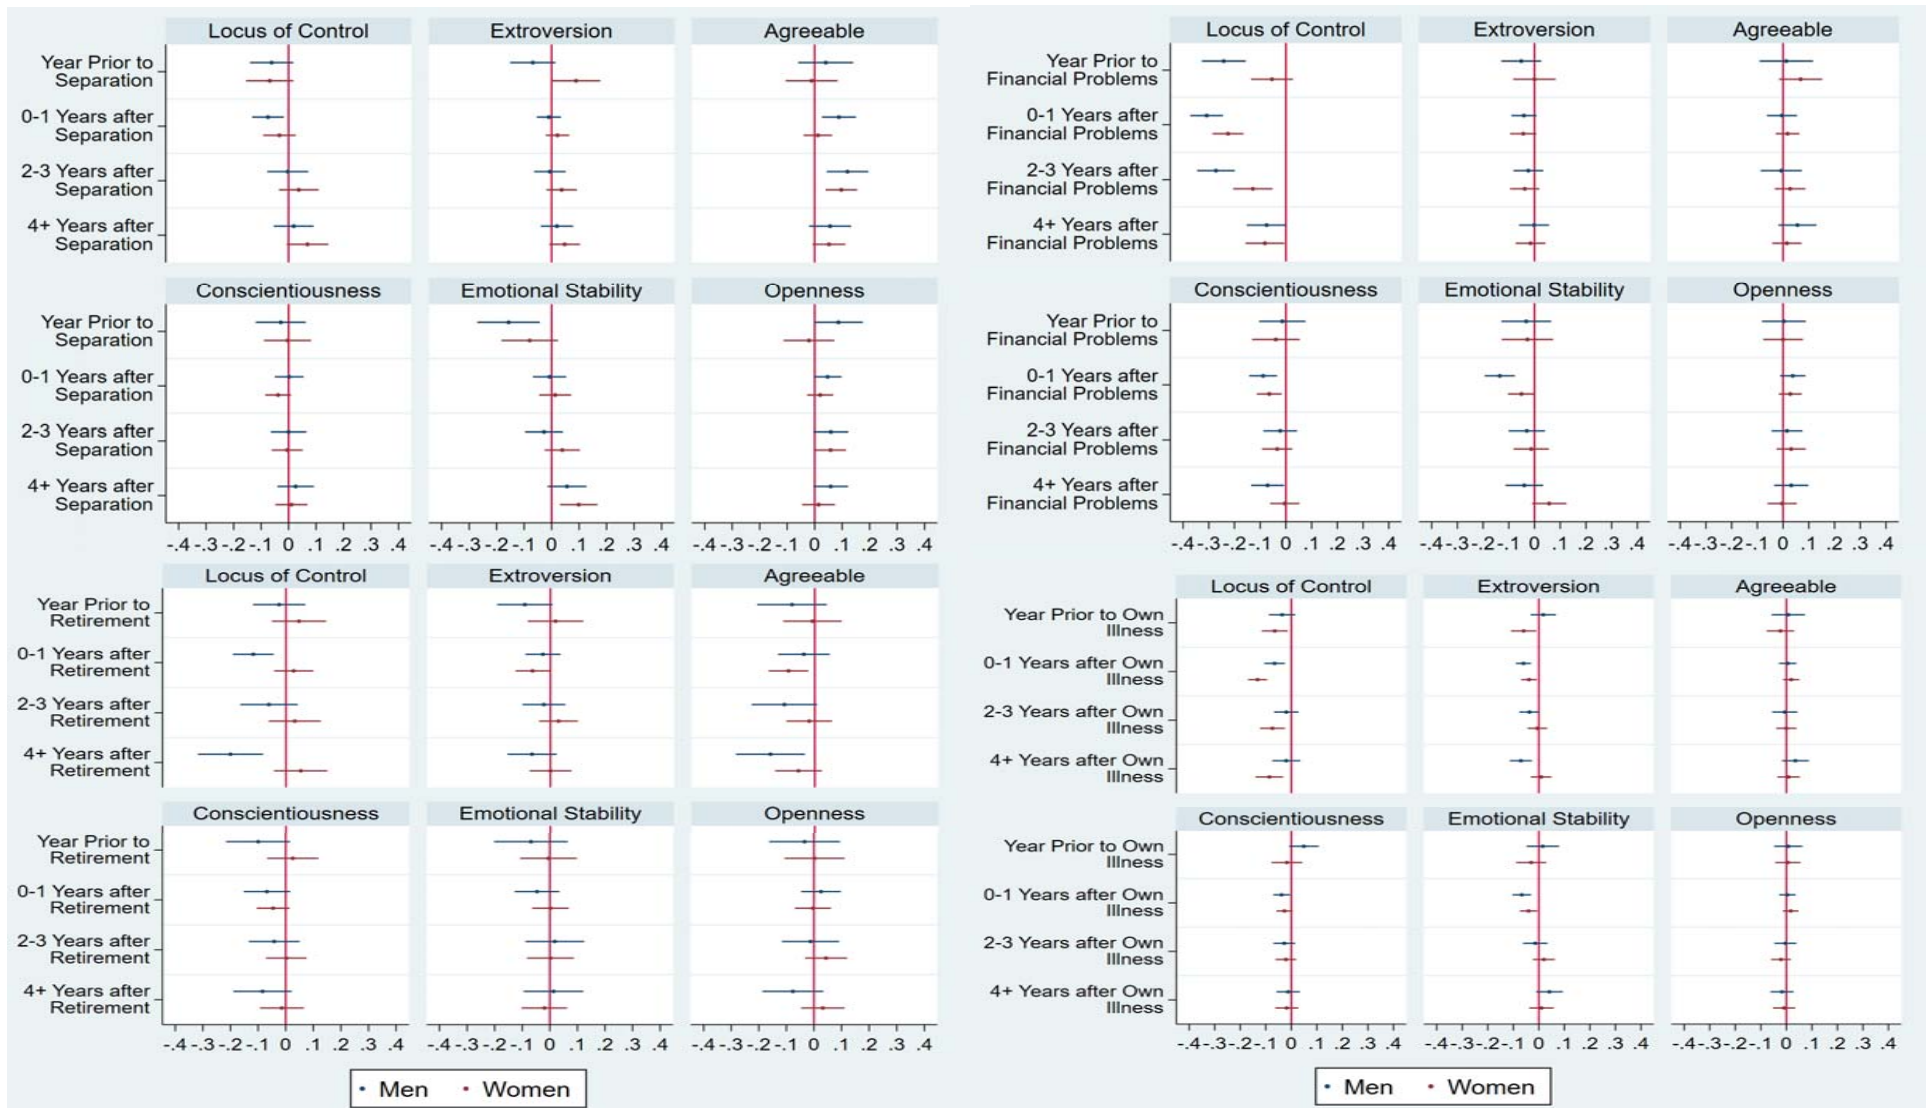 Locus of Control Extroversion Agreeable
Year Prior to
Separation
0-1 Years after
Separation
2-3 Years after
Separation
4+ Years after
Separation
Conscientiousness Emotional Stability Openness
Year Prior to
Separation
0-1 Years after
Separation
2-3 Years after
Separation
4+ Years after
Separation
-.4 -.3 -.2 -.1 0 .1 .2 .3 .4 -.4 -.3 -.2 -.1 0 .1 .2 .3 .4 -.4 -.3 -.2 -.1 0 .1 .2 .3 .4
Locus of Control Extroversion Agreeable
Year Prior to
Retirement
0-1 Years after
Retirement
2-3 Years after
Retirement
4+ Years after
Retirement
Conscientiousness Emotional Stability Openness
Year Prior to
Retirement
0-1 Years after
Retirement
2-3 Years after
Retirement
4+ Years after
Retirement
-.4 -.3 -.2 -.1 0 .1 .2 .3 .4 -.4 -.3 -.2 -.1 0 .1 .2 .3 .4 -.4 -.3 -.2 -.1 0 .1 .2 .3 .4
Men Women
Locus of Control Extroversion Agreeable
Year Prior to
Financial Problems
0-1 Years after
Financial Problems
2-3 Years after
Financial Problems
4+ Years after
Financial Problems
Conscientiousness Emotional Stability Openness
Year Prior to
Financial Problems
0-1 Years after
Financial Problems
2-3 Years after
Financial Problems
4+ Years after
Financial Problems
-.4 -.3 -.2 -.1 0 .1 .2 .3 .4 -.4 -.3 -.2 -.1 0 .1 .2 .3 .4 -.4 -.3 -.2 -.1 0 .1 .2 .3 .4
Locus of Control Extroversion Agreeable
Year Prior to Own
Illness
0-1 Years after Own
Illness
2-3 Years after Own
Illness
4+ Years after Own
Illness
Conscientiousness Emotional Stability Openness
Year Prior to Own
Illness
0-1 Years after Own
Illness
2-3 Years after Own
Illness
4+ Years after Own
Illness
-.4 -.3 -.2 -.1 0 .1 .2 .3 .4 -.4 -.3 -.2 -.1 0 .1 .2 .3 .4 -.4 -.3 -.2 -.1 0 .1 .2 .3 .4
Men Women